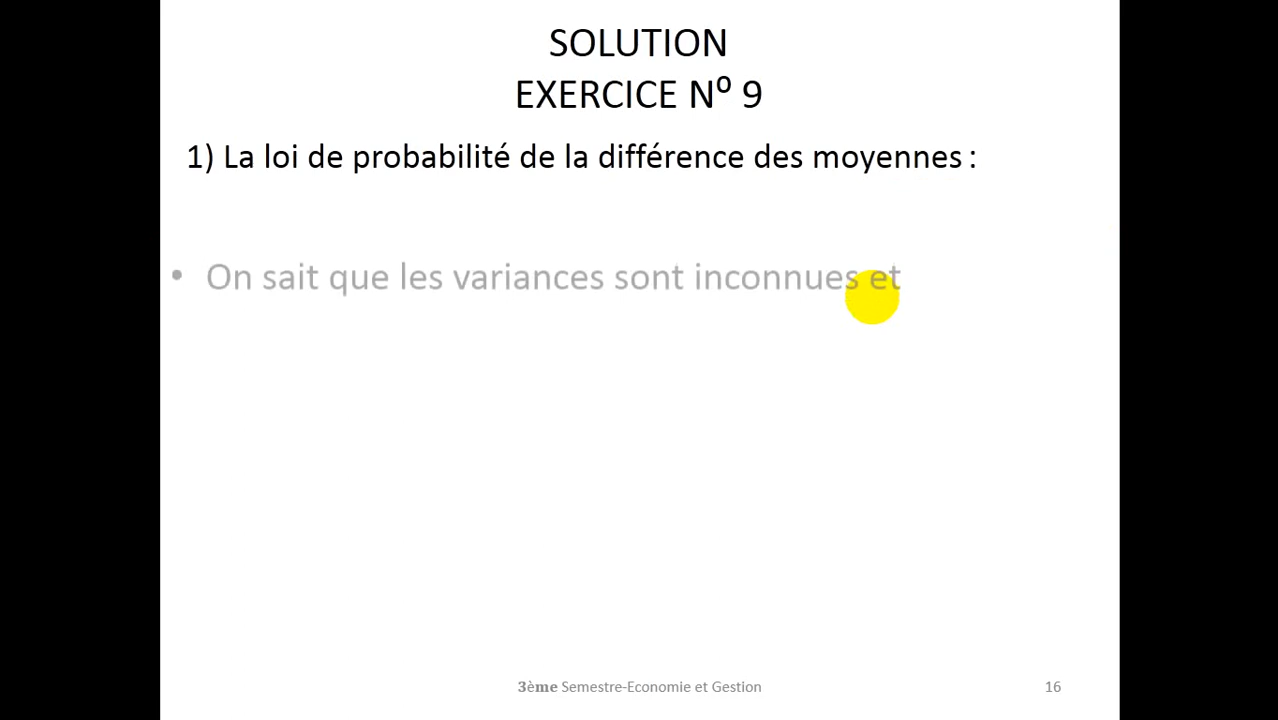 SOLUTION
EXERCICE Nº 9
1) La loi de probabilité de la différence des moyennes :
• On sait que les variances sont inconnues et
3ème Semestre-Economie et Gestion
16